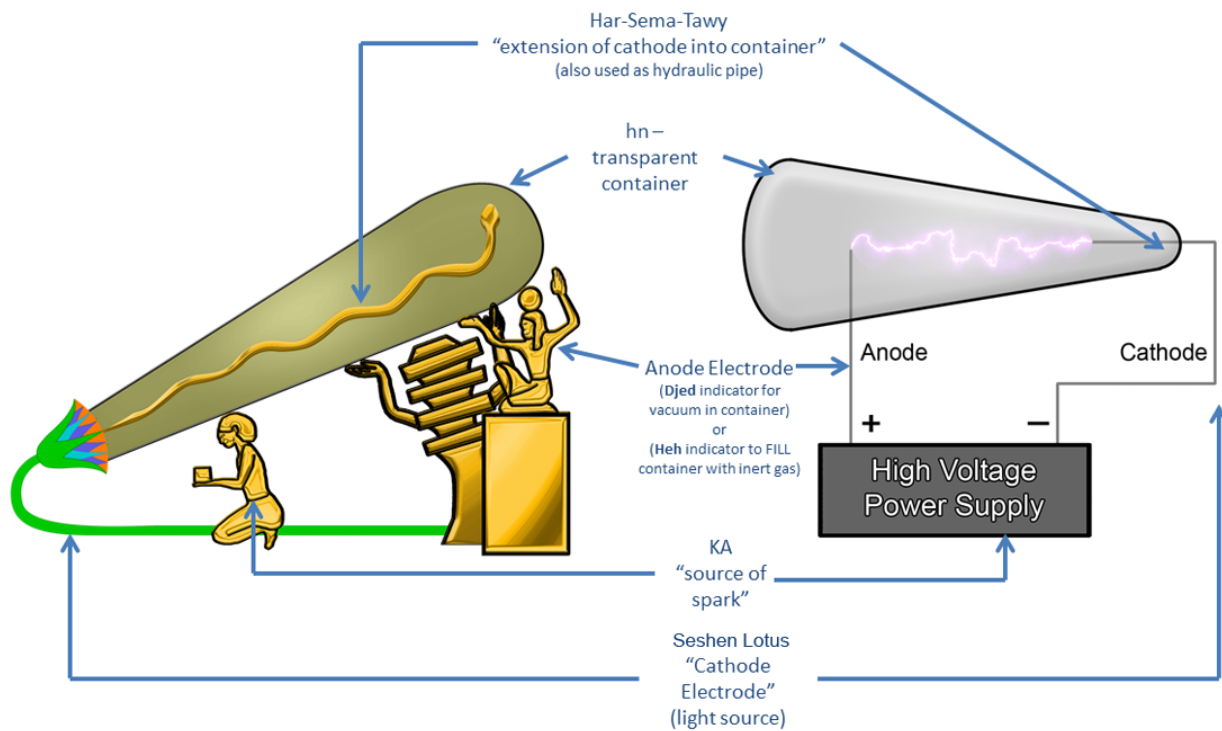 Har-Sema-Tawy
“extension of cathode into container”
(also used as hydraulic pipe)
hn –
transparent
container
Anode
Cathode
Anode Electrode
(Djed indicator for
vacuum in container)
or
(Heh indicator to FILL
container with inert gas)
+
–
High Voltage
Power Supply
KA
“source of
spark”
Seshen Lotus
“Cathode
Electrode”
(light source)